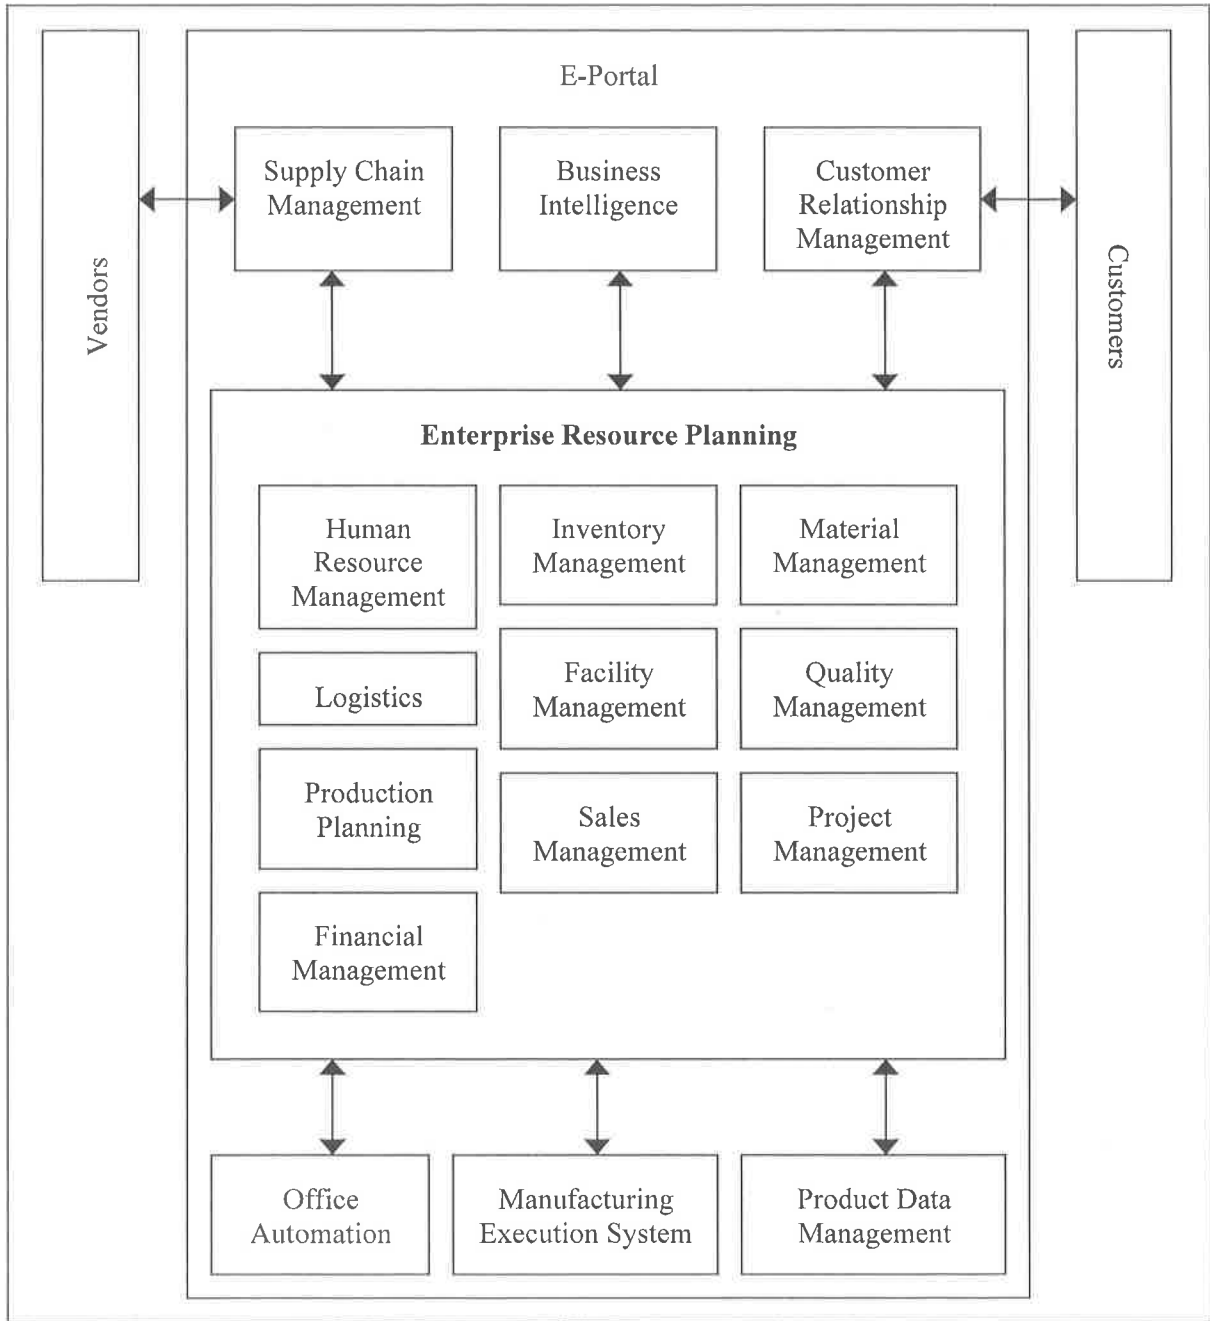 E-Portal
Supply Chain
Management
Business
Intelligence
Customer
Relationship
Management
Vendors
Customers
Enterprise Resource Planning
Human
Resource
Management
Inventory
Management
Material
Management
Logistics
Facility
Management
Quality
Management
Production
Planning
Sales
Management
Project
Management
Financial
Management
Office
Automation
Manufacturing
Execution System
Product Data
Management